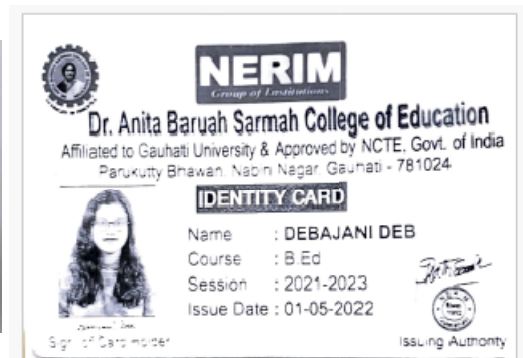 NERIM
Group of Institutions
Dr. Anita Baruah Sarmah College of Education
Affiliated to Gauhati University & Approved by NCTE, Govt. of India
Parukutty Bhawan, Nabin Nagar, Gauhati - 781024
IDENTITY CARD
Name : DEBAJANI DEB
Course : B.Ed
Session : 2021-2023
Issue Date : 01-05-2022
Sign of Card Holder
Issuing Authority